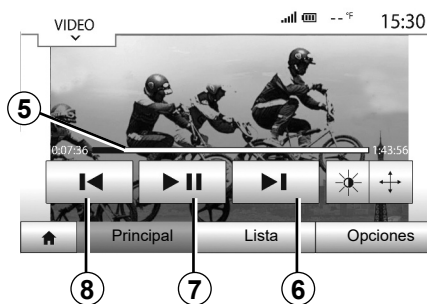 VIDEO
-- °F 15:30
5
0:07:36 1:43:56
Principal Lista Opciones
8 7 6